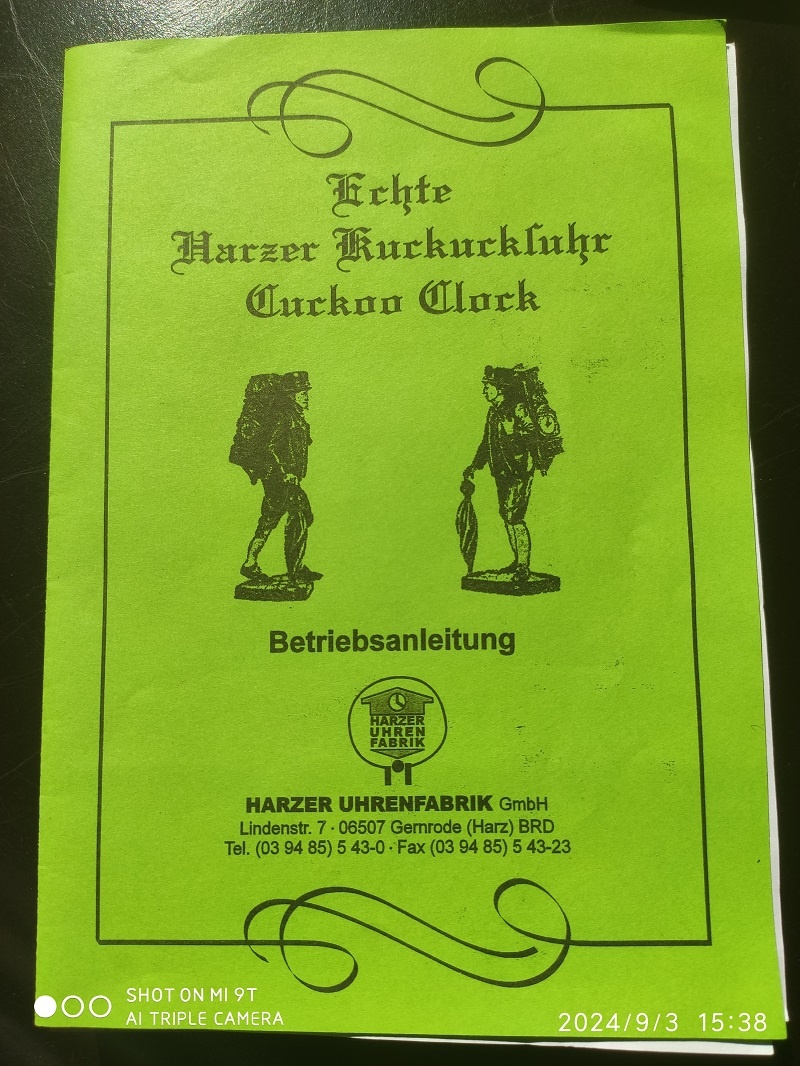 Echte
Harzer Kuckuckſuhr
Cuckoo Clock
Betriebsanleitung
HARZER
UHREN
FABRIK
HARZER UHRENFABRIK GmbH
Lindenstr. 7 · 06507 Gernrode (Harz) BRD
Tel. (03 94 85) 5 43-0 · Fax (03 94 85) 5 43-23
SHOT ON MI 9T
AI TRIPLE CAMERA
2024/9/3 15:38